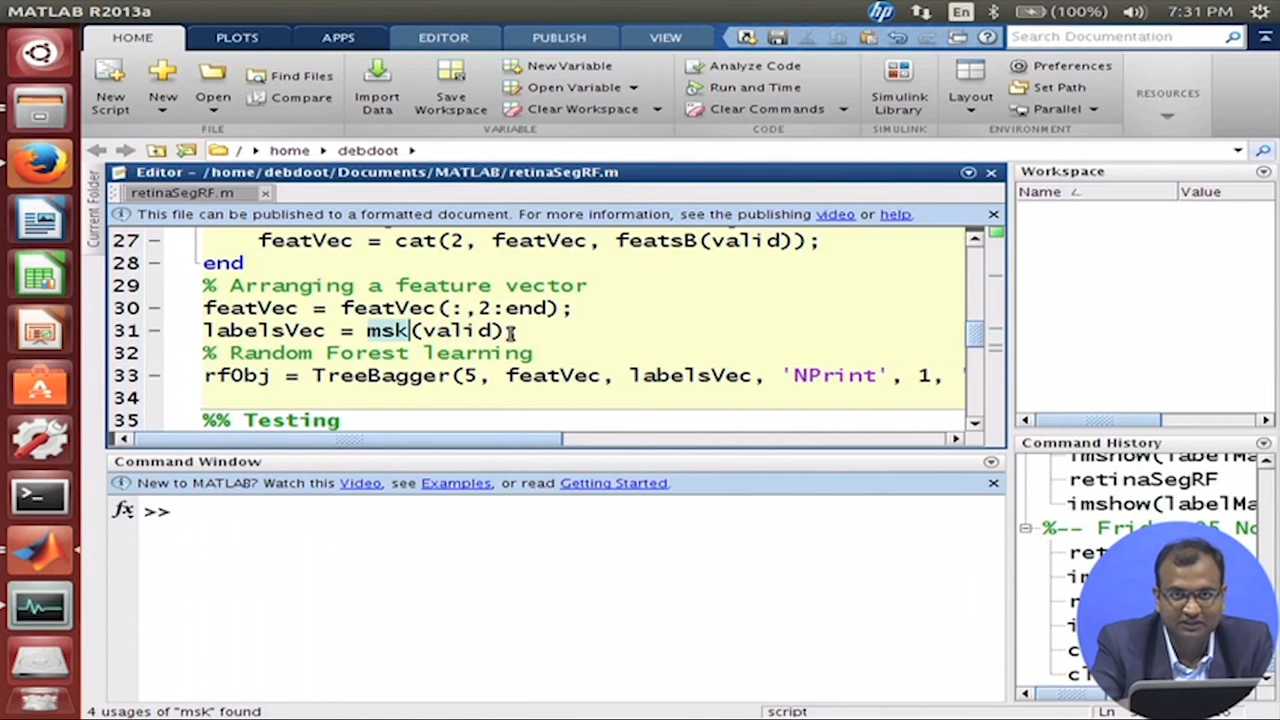 MATLAB R2013a
En
(100%)
7:31 PM
HOME
PLOTS
APPS
EDITOR
PUBLISH
VIEW
Search Documentation
New Script
New
Open
Find Files
Compare
Import Data
Save Workspace
New Variable
Open Variable
Clear Workspace
Analyze Code
Run and Time
Clear Commands
Simulink Library
Layout
Preferences
Set Path
Parallel
RESOURCES
FILE
VARIABLE
CODE
SIMULINK
ENVIRONMENT
/ home debdoot
Current Folder
Editor - /home/debdoot/Documents/MATLAB/retinaSegRF.m
retinaSegRF.m
This file can be published to a formatted document. For more information, see the publishing video or help.
27 featVec = cat(2, featVec, featsB(valid));
28 end
29 % Arranging a feature vector
30 featVec = featVec(:,2:end);
31 labelsVec = msk(valid);
32 % Random Forest learning
33 rfObj = TreeBagger(5, featVec, labelsVec, 'NPrint', 1, '
34
35 %% Testing
Command Window
New to MATLAB? Watch this Video, see Examples, or read Getting Started.
fx >>
Workspace
Name
Value
Command History
imshow(labelMa
retinaSegRF
imshow(labelMa
%-- Frid
4 usages of "msk" found
script
Ln